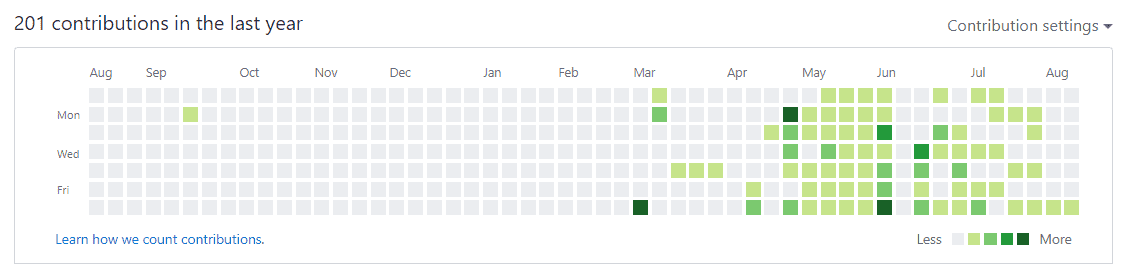 201 contributions in the last year
Contribution settings
Aug Sep Oct Nov Dec Jan Feb Mar Apr May Jun Jul Aug
Mon
Wed
Fri
Learn how we count contributions.
Less More